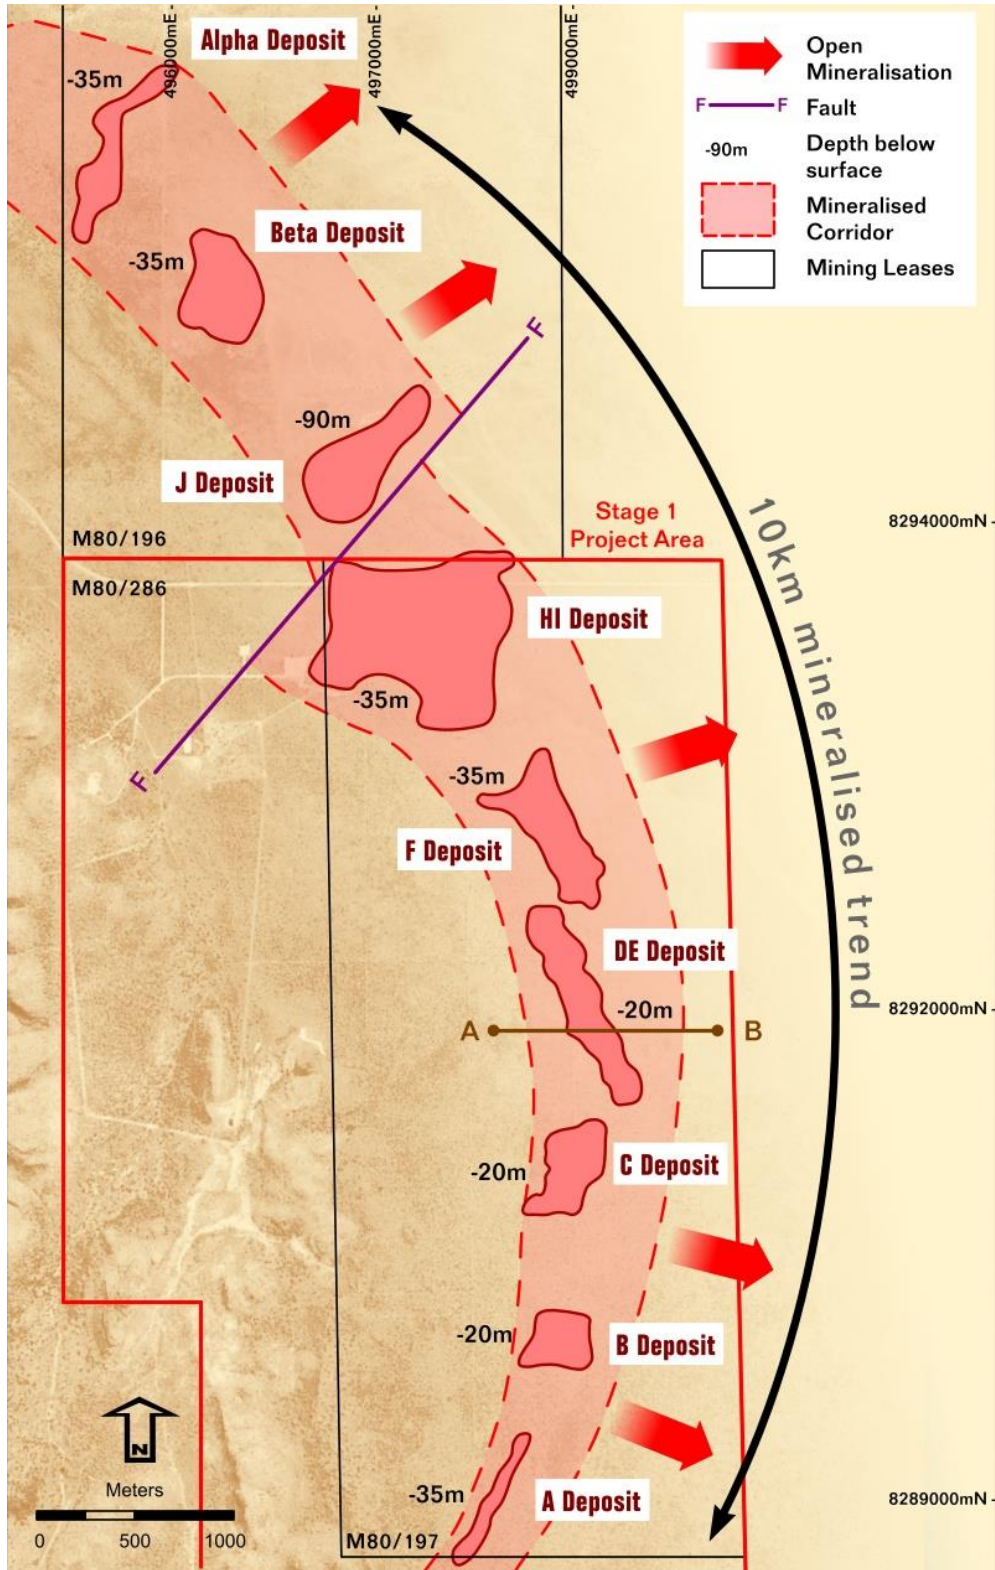 Alpha Deposit
496000mE
497000mE
499000mE
-35m
Open
Mineralisation
F
F
Fault
-90m
Depth below
surface
Mineralised
Corridor
Mining Leases
Beta Deposit
-35m
F
-90m
J Deposit
Stage 1
Project Area
8294000mN
M80/196
M80/286
10km mineralised trend
HI Deposit
-35m
F
-35m
F Deposit
DE Deposit
-20m
8292000mN
A
B
C Deposit
-20m
-20m
B Deposit
N
Meters
0
500
1000
-35m
A Deposit
8289000mN
M80/197